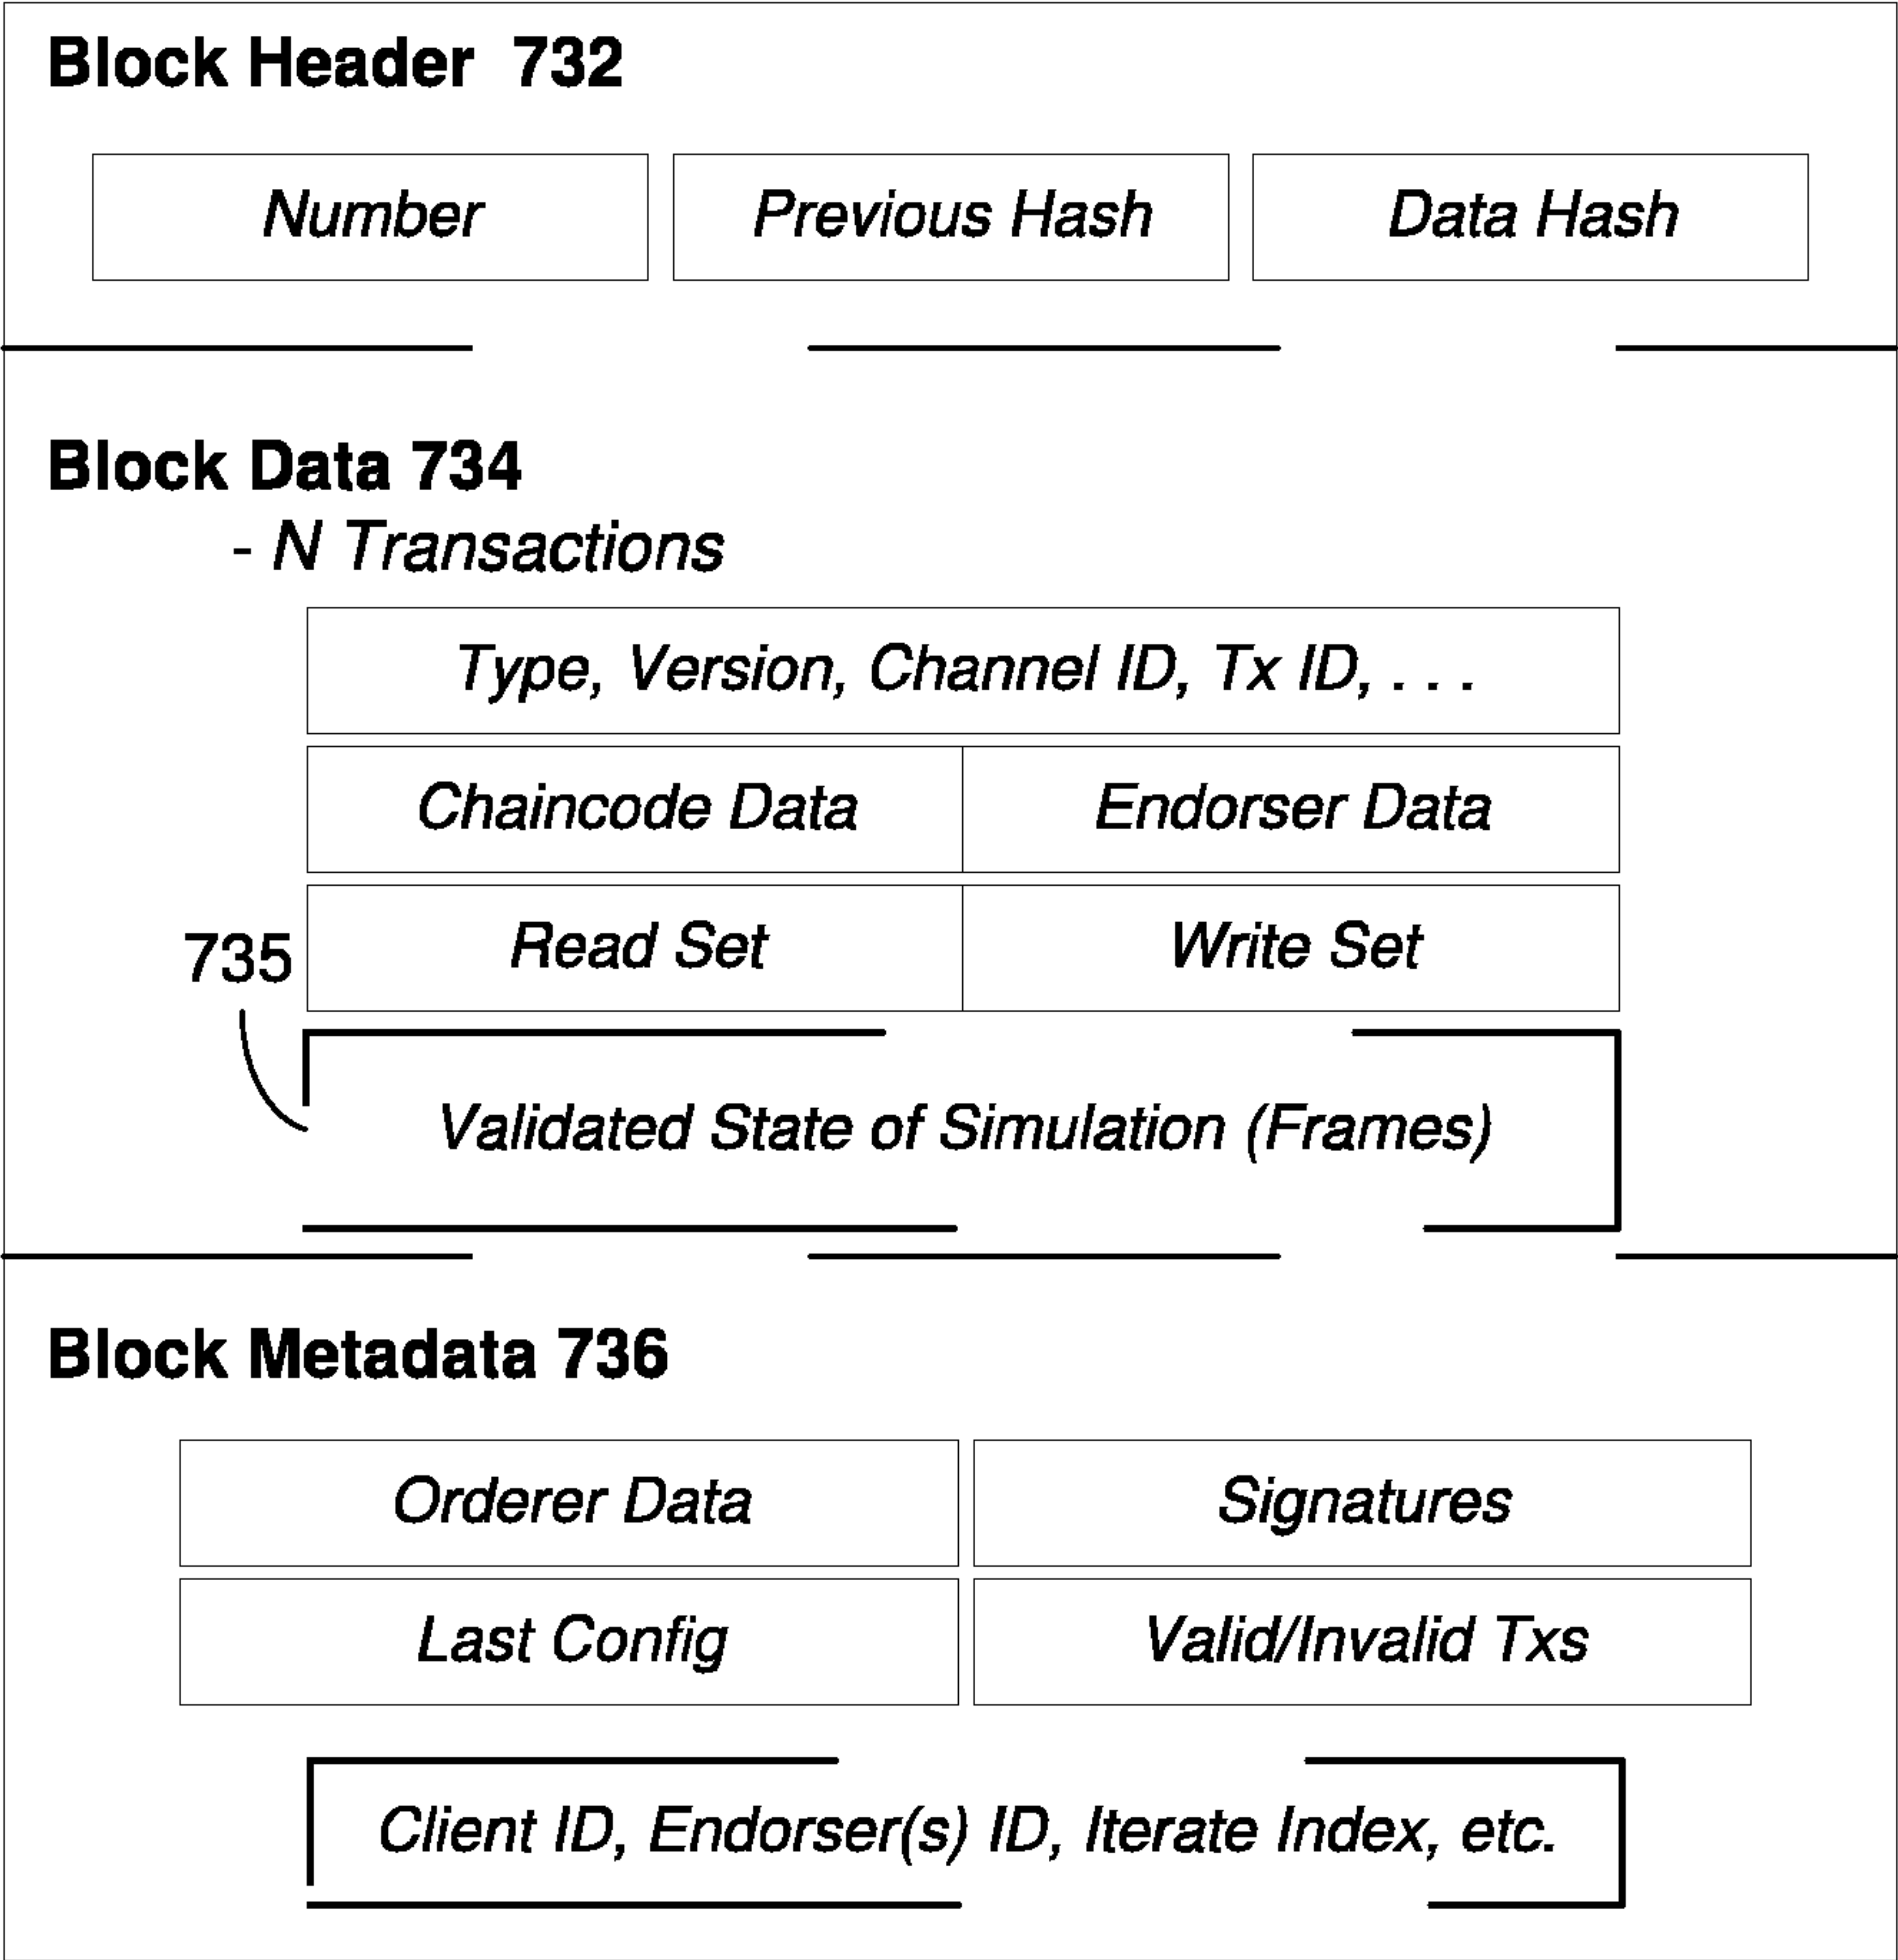 Block Header 732
Number Previous Hash Data Hash
Block Data 734
- N Transactions
Type, Version, Channel ID, Tx ID, . . .
Chaincode Data Endorser Data
735 Read Set Write Set
Validated State of Simulation (Frames)
Block Metadata 736
Orderer Data Signatures
Last Config Valid/Invalid Txs
Client ID, Endorser(s) ID, Iterate Index, etc.